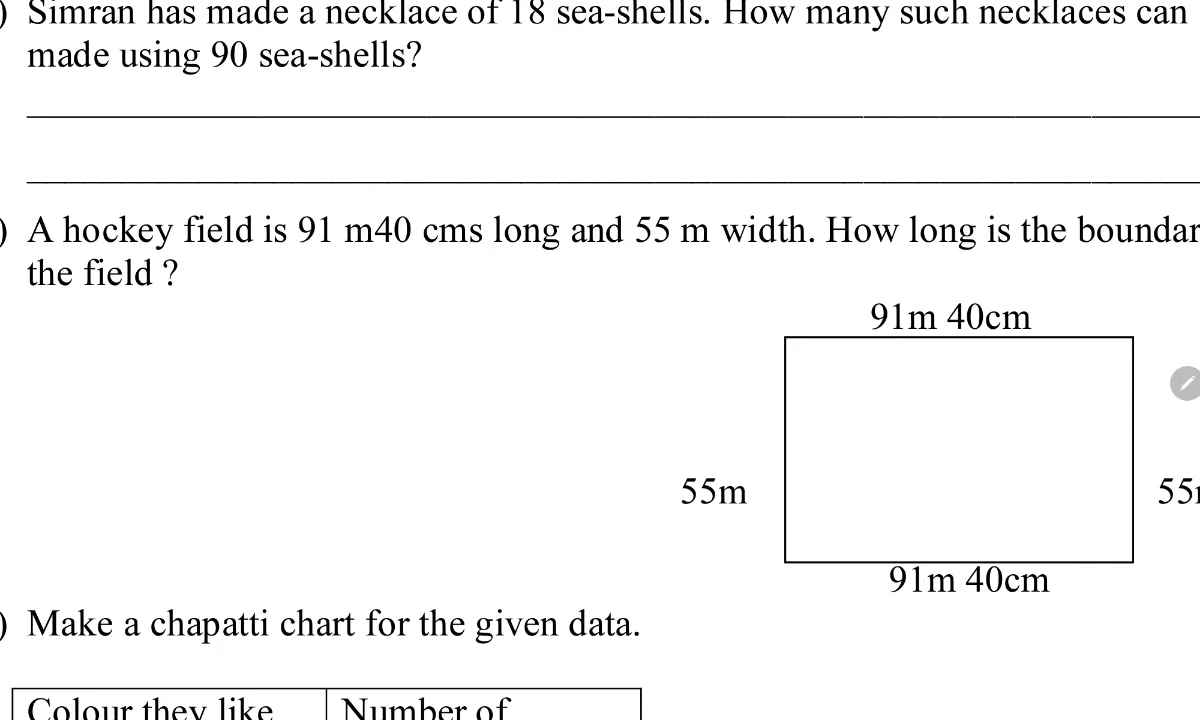 ) Simran has made a necklace of 18 sea-shells. How many such necklaces can
made using 90 sea-shells?
) A hockey field is 91 m40 cms long and 55 m width. How long is the boundar
the field ?
91m 40cm
55m
55
91m 40cm
) Make a chapatti chart for the given data.
Colour they like
Number of